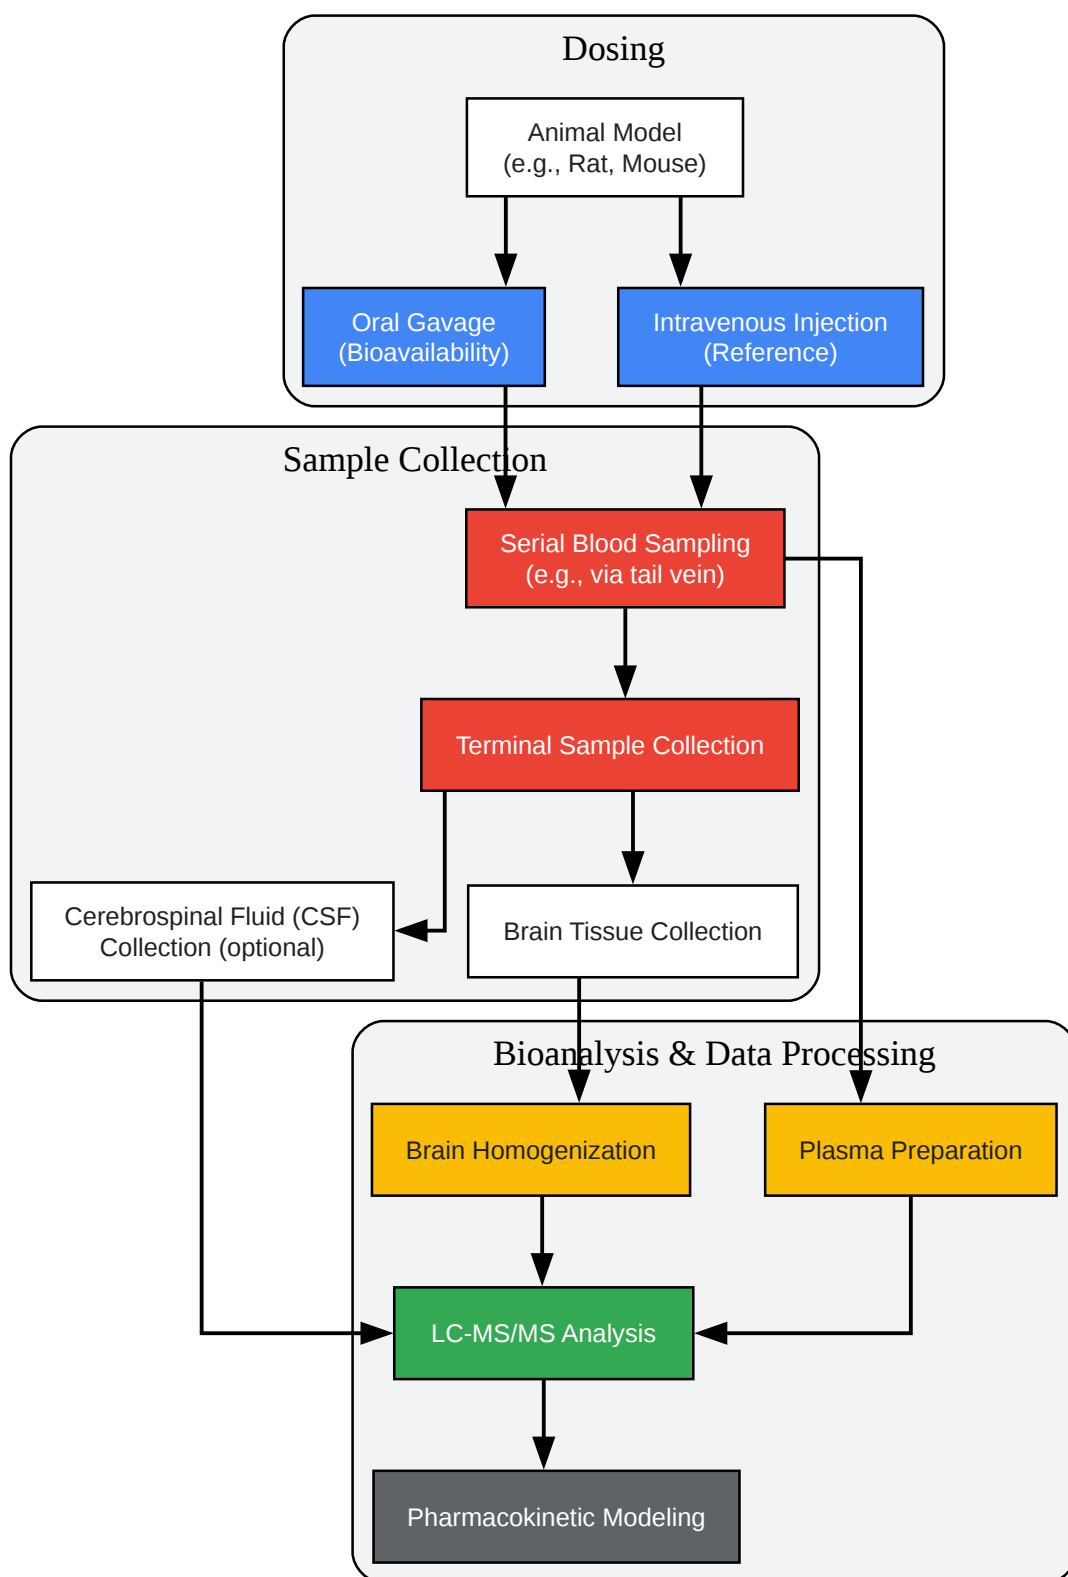 Dosing
Animal Model
(e.g., Rat, Mouse)
Oral Gavage
(Bioavailability)
Intravenous Injection
(Reference)
Sample Collection
Serial Blood Sampling
(e.g., via tail vein)
Terminal Sample Collection
Cerebrospinal Fluid (CSF)
Collection (optional)
Brain Tissue Collection
Bioanalysis & Data Processing
Brain Homogenization
Plasma Preparation
LC-MS/MS Analysis
Pharmacokinetic Modeling